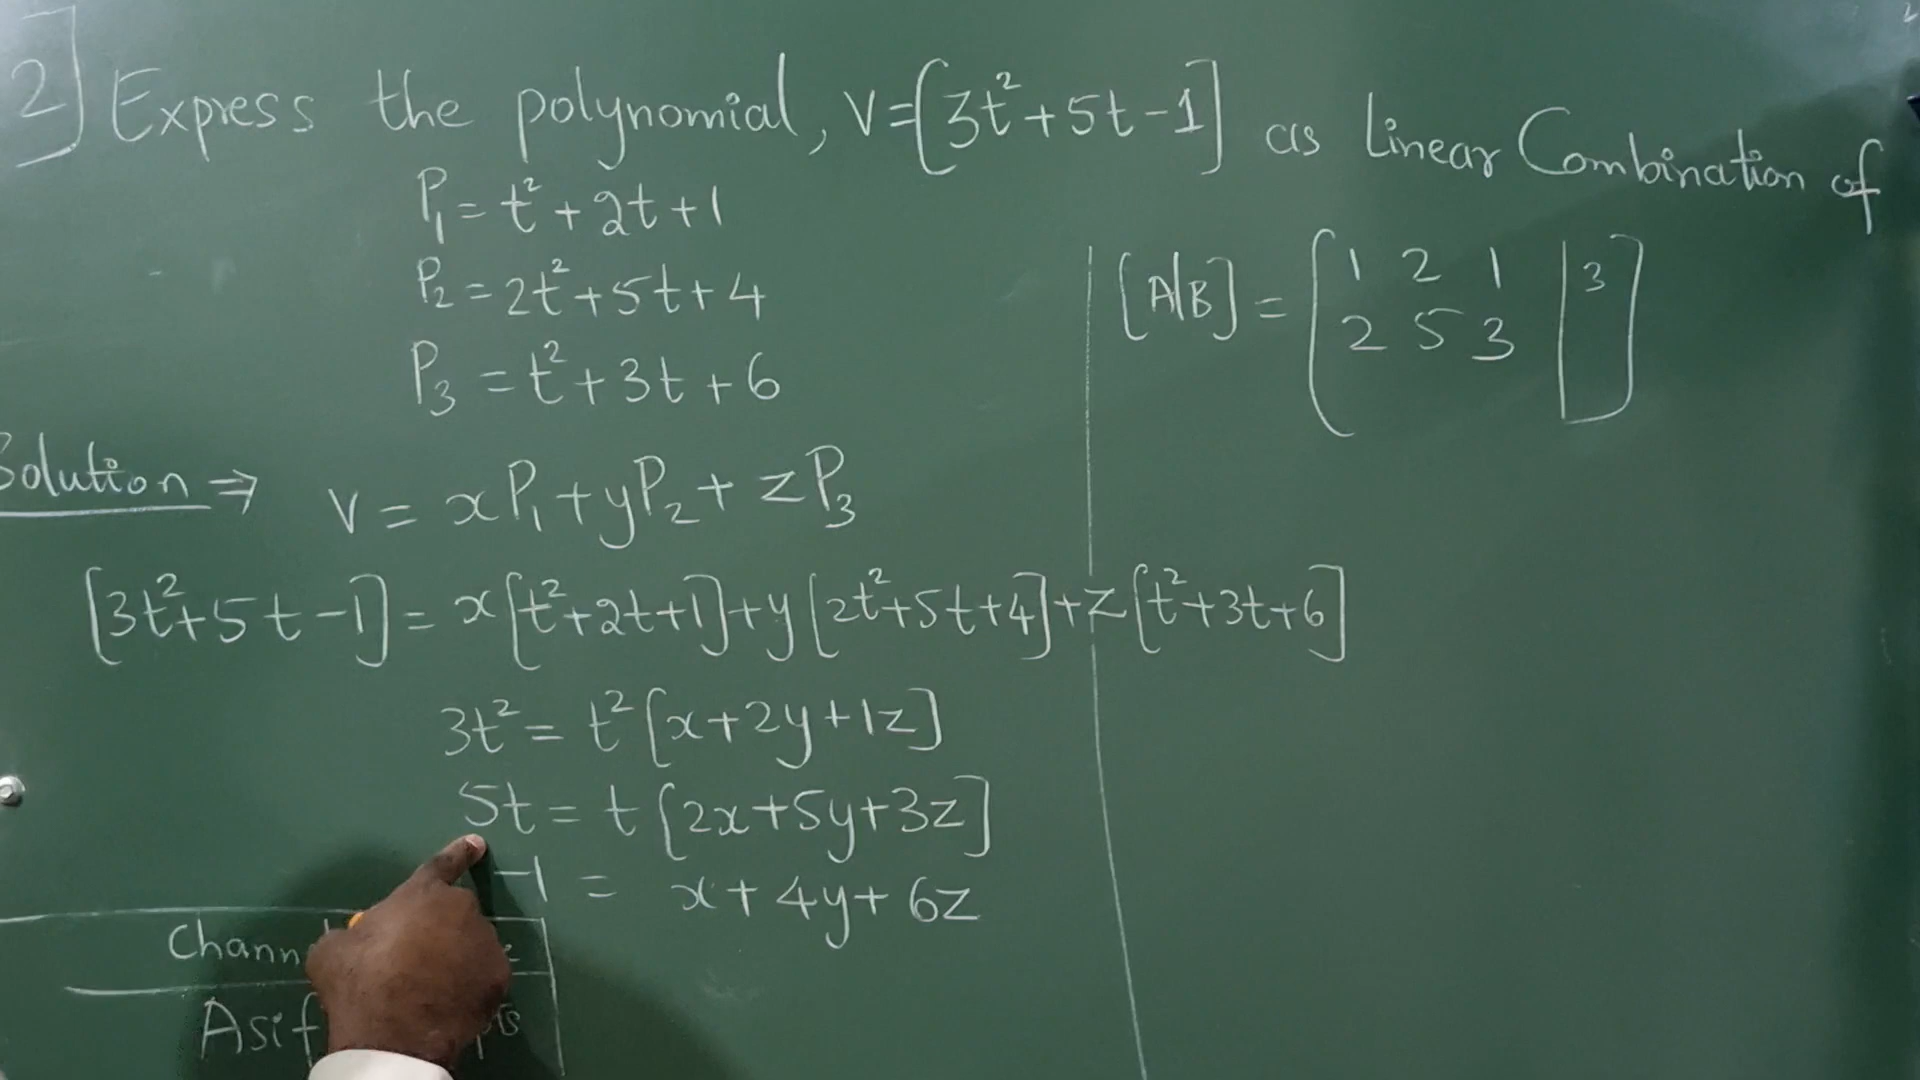 2] Express the polynomial, v=[3t²+5t-1] as Linear Combination of
P₁ = t²+2t+1
P₂ = 2t²+5t+4
P₃ = t²+3t+6
Solution ⇒ v = xP₁+yP₂+zP₃
[3t²+5t-1] = x[t²+2t+1]+y[2t²+5t+4]+z[t²+3t+6]
3t² = t²[x+2y+1z]
5t = t[2x+5y+3z]
-1 = x+4y+6z
[A|B] = [1 2 1 | 3
2 5 3 | ]
Asif